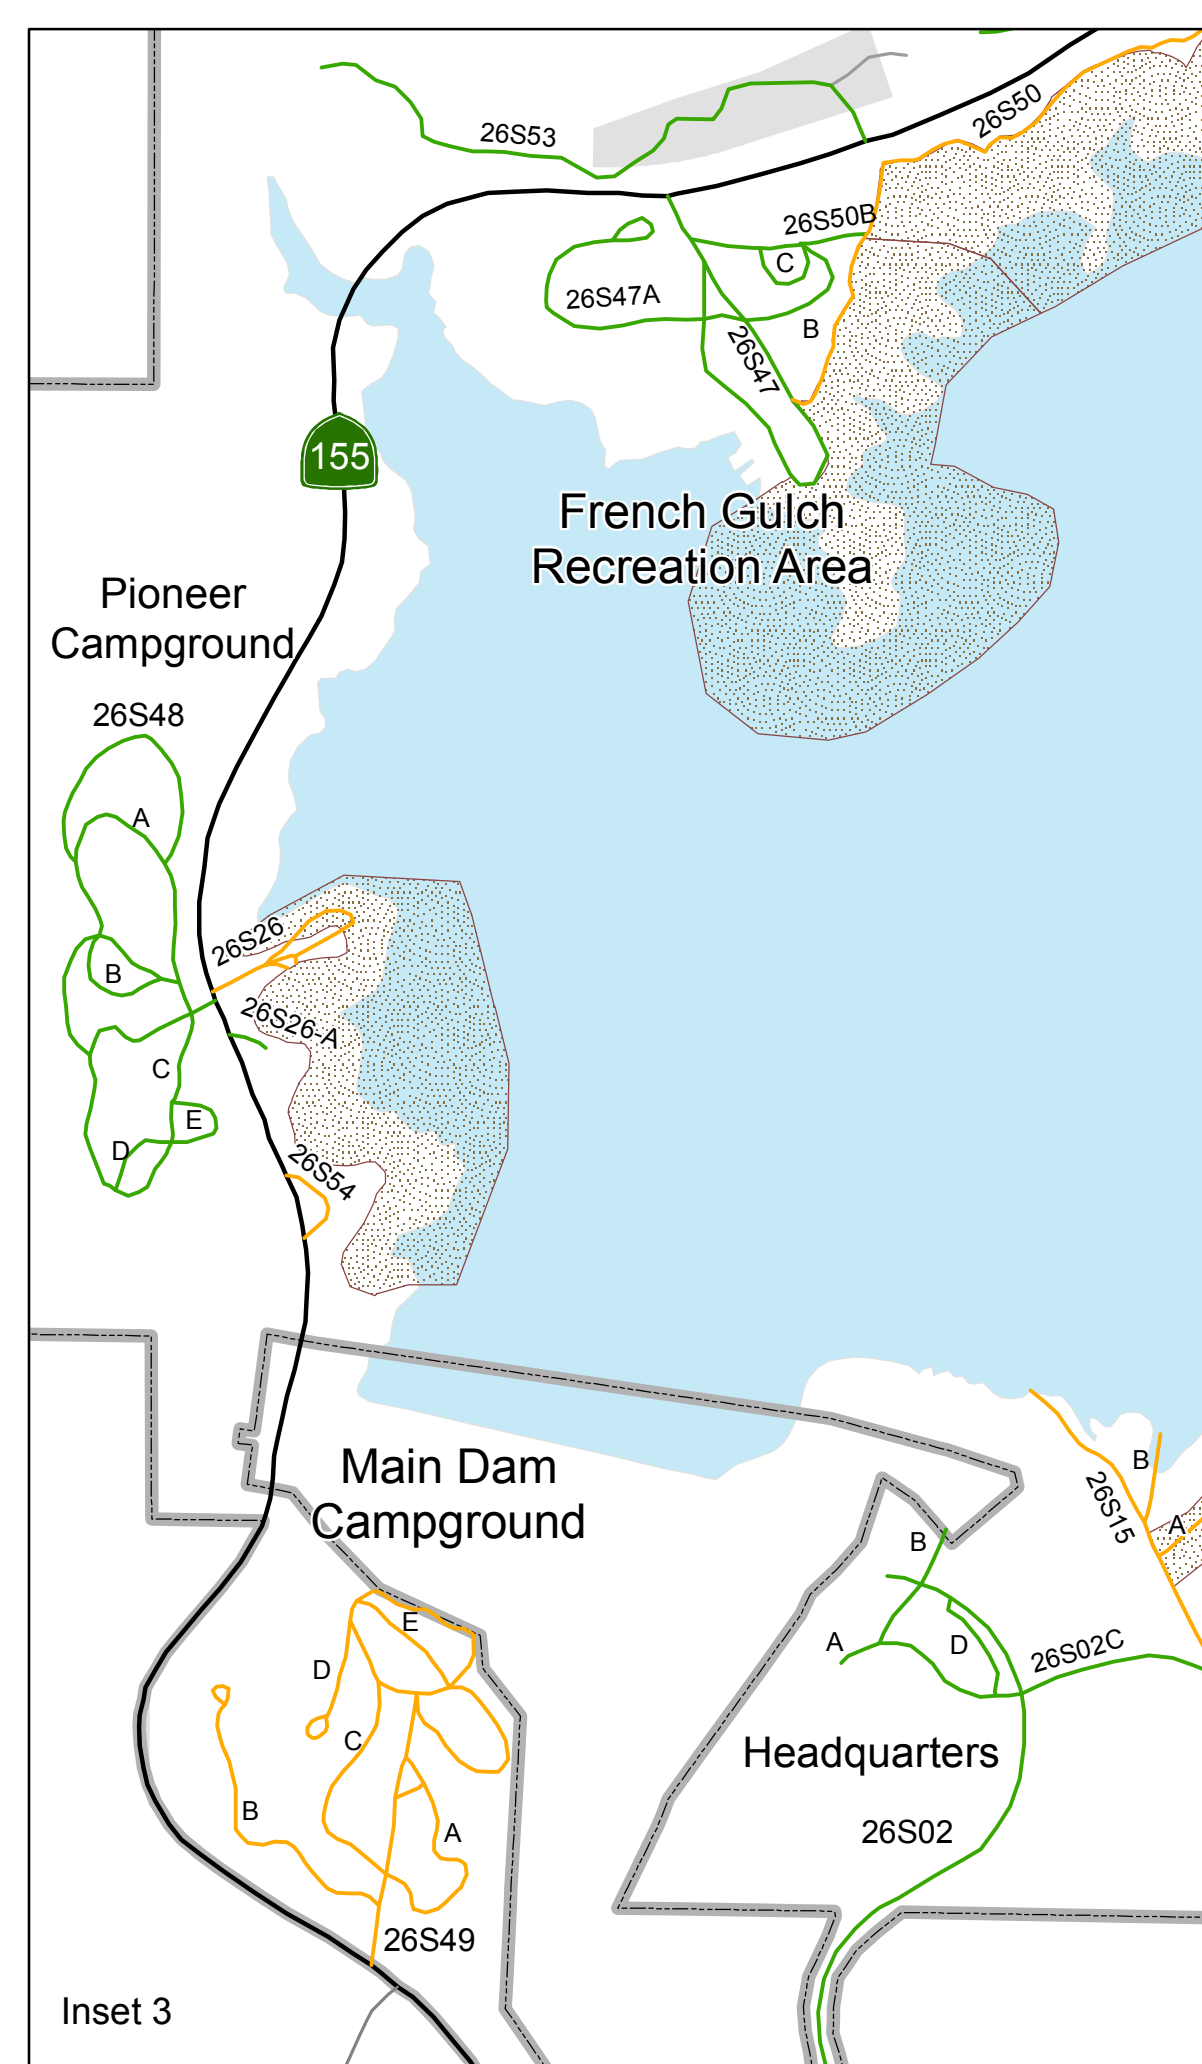 26S50
26S53
26S50B
C
26S47A
B
26S47
155
French Gulch
Recreation Area
Pioneer
Campground
26S48
A
26S26
B
26S26-A
C
E
D
26S54
Main Dam
Campground
B
26S15
A
B
E
D
A
26S02C
D
C
Headquarters
B
A
26S02
26S49
Inset 3